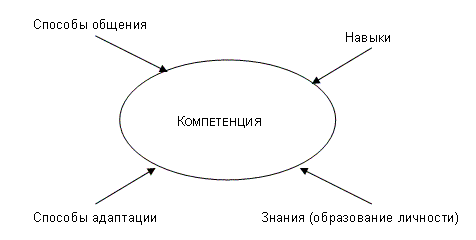 Способы общения
Навыки
Компетенция
Способы адаптации
Знания (образование личности)